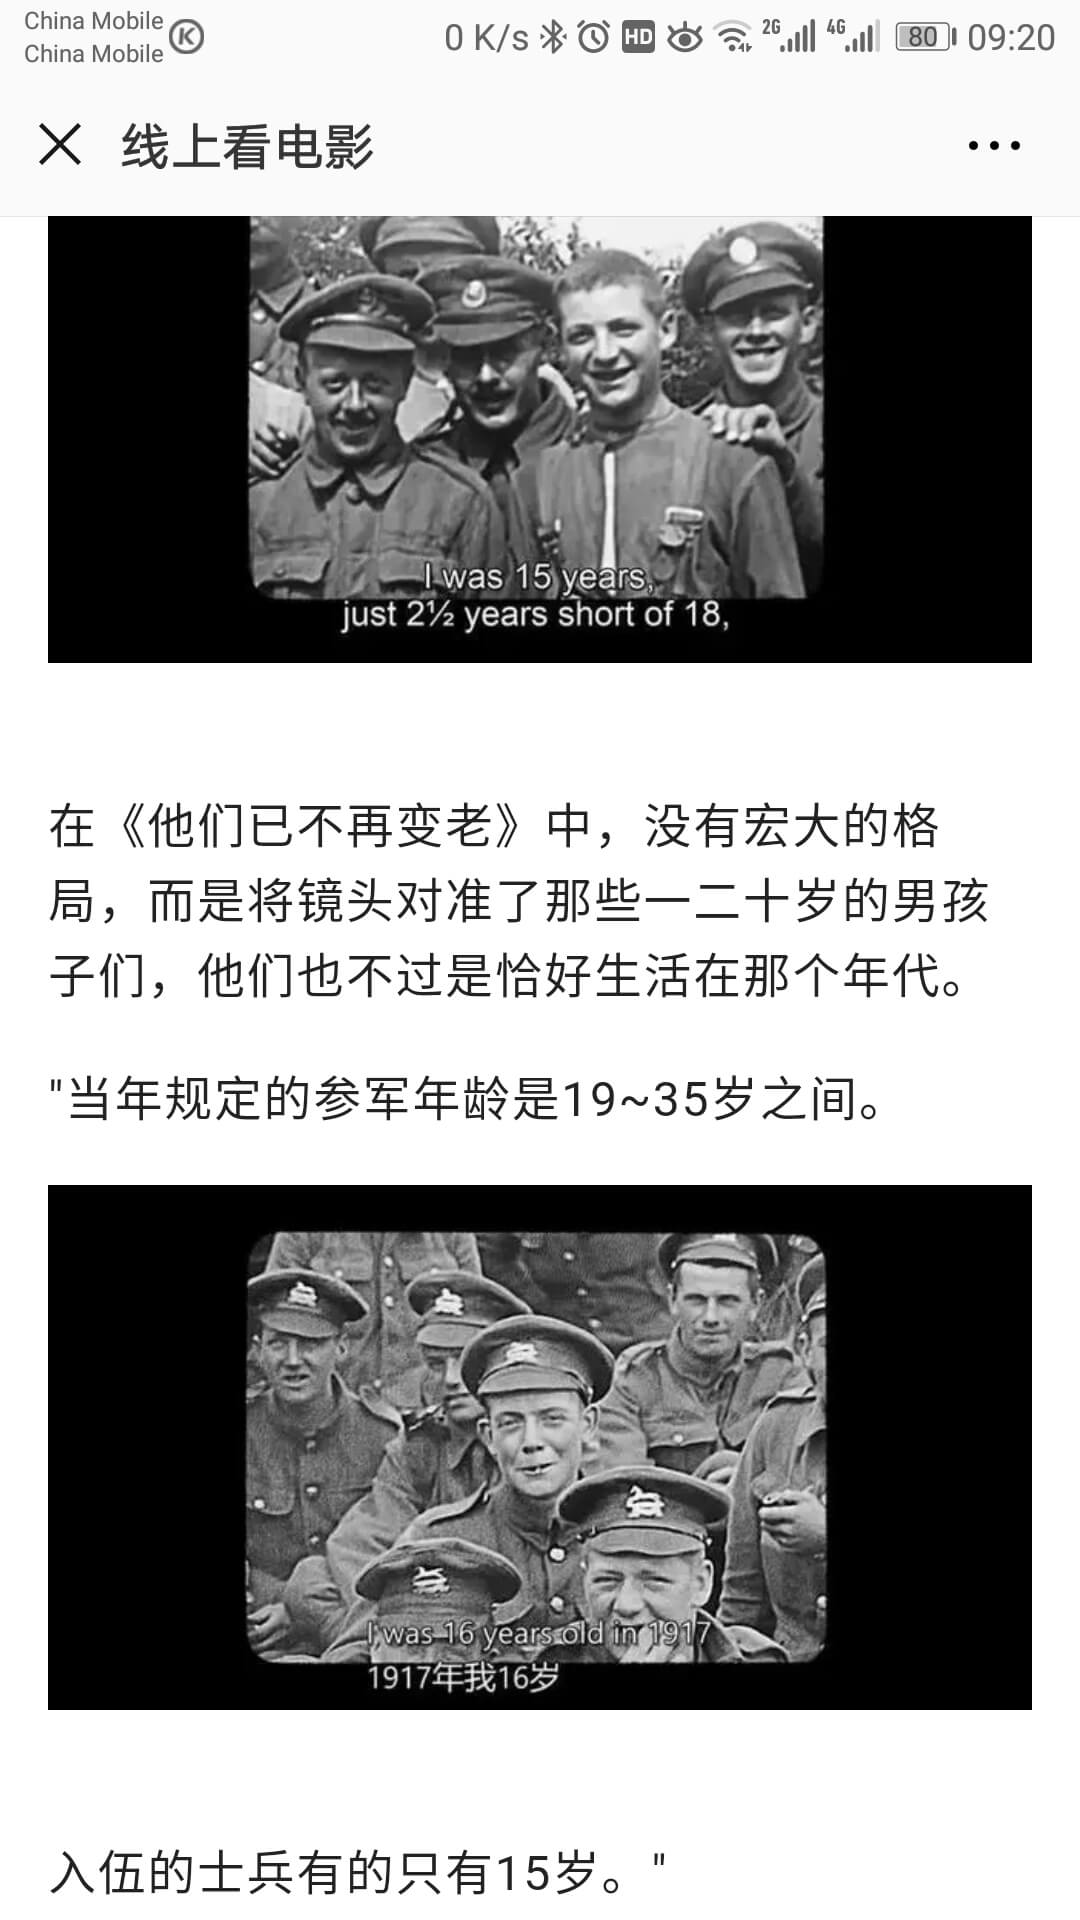 China Mobile
China Mobile
K
0 K/s HD 2G 4G 80 09:20
线上看电影
I was 15 years,
just 2½ years short of 18,
在《他们已不再变老》中，没有宏大的格
局，而是将镜头对准了那些一二十岁的男孩
子们，他们也不过是恰好生活在那个年代。
"当年规定的参军年龄是19~35岁之间。
I was 16 years old in 1917
1917年我16岁
入伍的士兵有的只有15岁。"